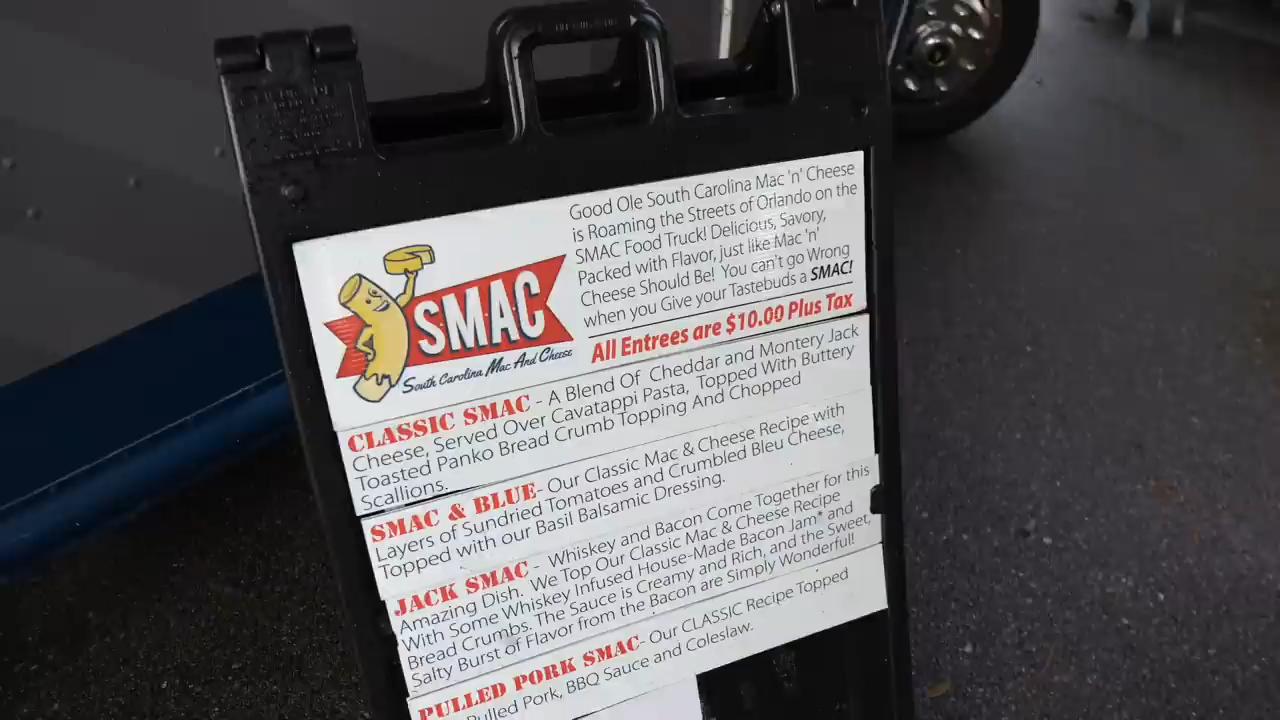 Good Ole South Carolina Mac 'n' Cheese
is Roaming the Streets of Orlando on the
SMAC Food Truck! Delicious, Savory,
Packed with Flavor, just like Mac 'n'
Cheese Should Be! You can't go Wrong
when you Give your Tastebuds a SMAC!
SMAC
South Carolina Mac And Cheese
All Entrees are $10.00 Plus Tax
CLASSIC SMAC - A Blend Of Cheddar and Montery Jack
Cheese, Served Over Cavatappi Pasta, Topped With Buttery
Toasted Panko Bread Crumb Topping And Chopped
Scallions.
SMAC & BLUE- Our Classic Mac & Cheese Recipe with
Layers of Sundried Tomatoes and Crumbled Bleu Cheese,
Topped with our Basil Balsamic Dressing.
JACK SMAC - Whiskey and Bacon Come Together for this
Amazing Dish. We Top Our Classic Mac & Cheese Recipe
With Some Whiskey Infused House-Made Bacon Jam* and
Bread Crumbs. The Sauce is Creamy and Rich, and the Sweet,
Salty Burst of Flavor from the Bacon are Simply Wonderful!
PULLED PORK SMAC- Our CLASSIC Recipe Topped
Pulled Pork, BBQ Sauce and Coleslaw.